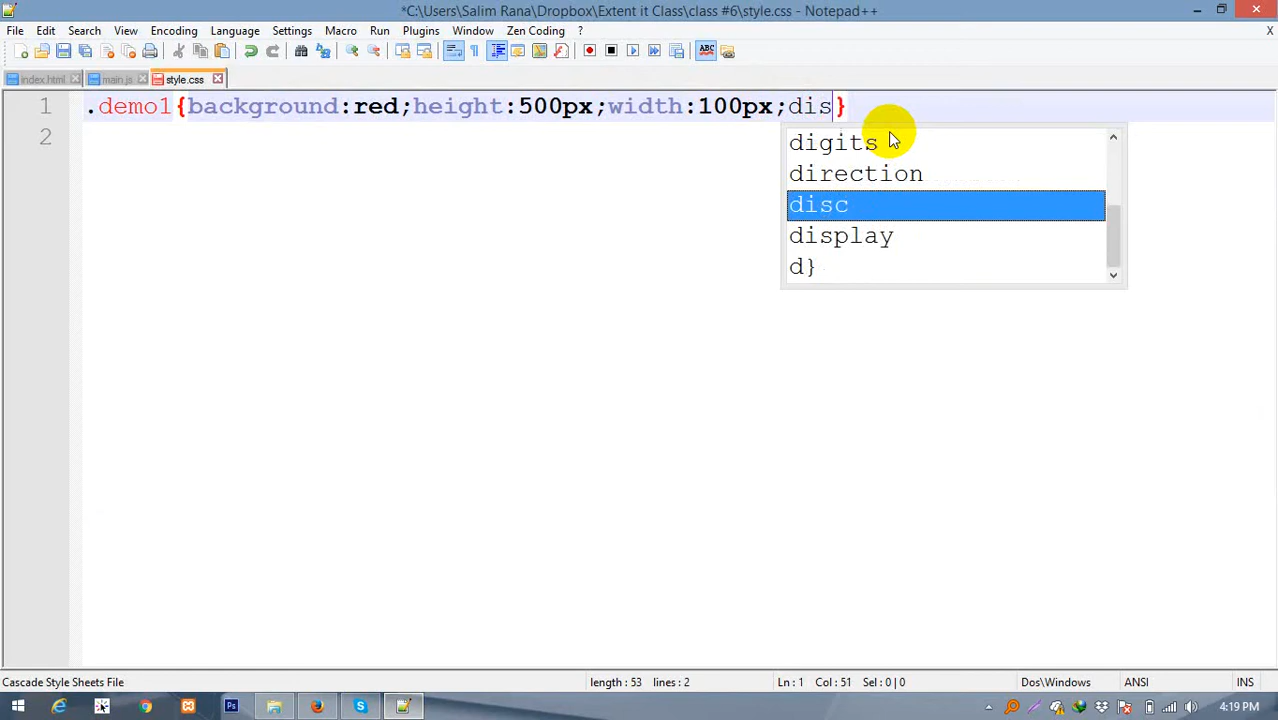 *C:\Users\Salim Rana\Dropbox\Extent it Class\class #6\style.css - Notepad++
File Edit Search View Encoding Language Settings Macro Run Plugins Window Zen Coding ? X
index.html main.js style.css
1 .demo1{background:red;height:500px;width:100px;dis}
2
digits
direction
disc
display
d}
Cascade Style Sheets File length : 53 lines : 2 Ln : 1 Col : 51 Sel : 0 | 0 Dos\Windows ANSI INS
4:19 PM